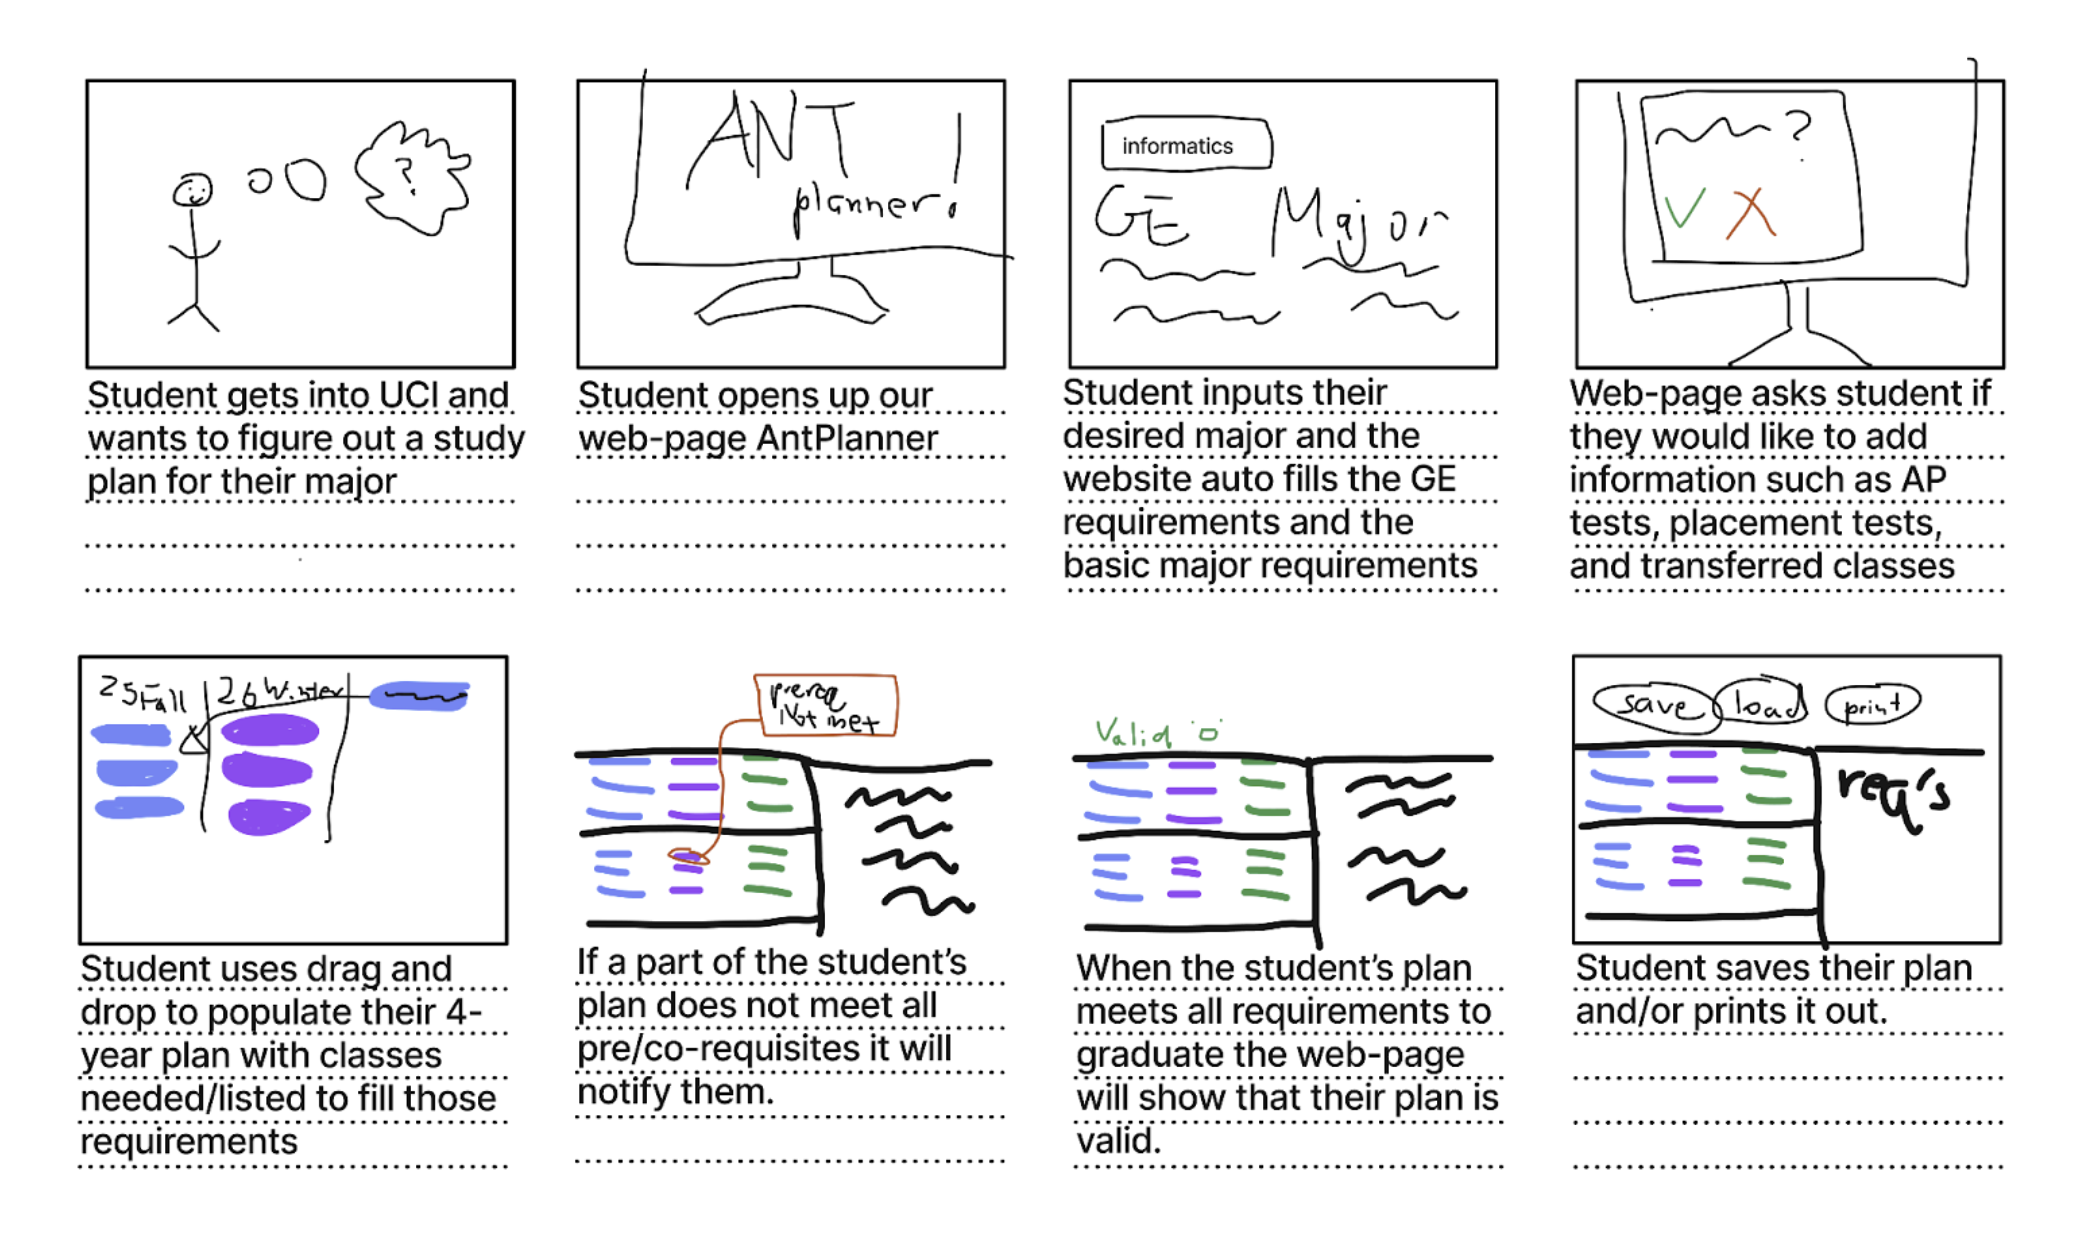 ?
Student gets into UCI and
wants to figure out a study
plan for their major
ANT
planner!
Student opens up our
web-page AntPlanner
informatics
GE Major
Student inputs their
desired major and the
website auto fills the GE
requirements and the
basic major requirements
?
Web-page asks student if
they would like to add
information such as AP
tests, placement tests,
and transferred classes
25 Fall 26 Winter
Student uses drag and
drop to populate their 4-
year plan with classes
needed/listed to fill those
requirements
prereq
Not met
If a part of the student's
plan does not meet all
pre/co-requisites it will
notify them.
Valid
When the student's plan
meets all requirements to
graduate the web-page
will show that their plan is
valid.
save load print
req's
Student saves their plan
and/or prints it out.